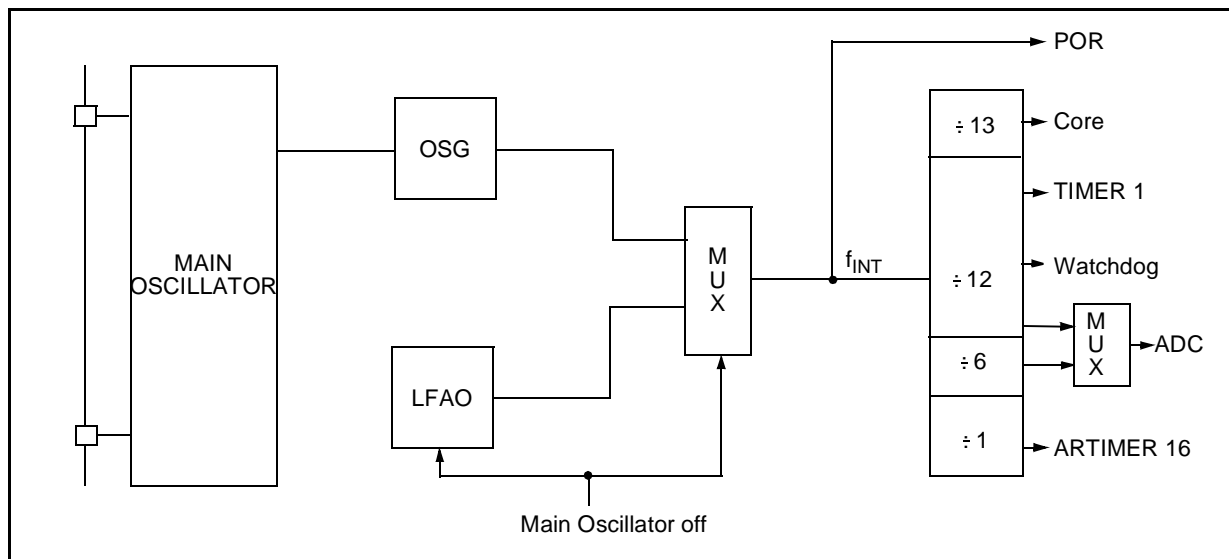 POR
÷ 13
Core
OSG
TIMER 1
MAIN
OSCILLATOR
M
U
X
fINT
÷ 12
Watchdog
M
U
X
ADC
LFAO
÷ 6
÷ 1
ARTIMER 16
Main Oscillator off